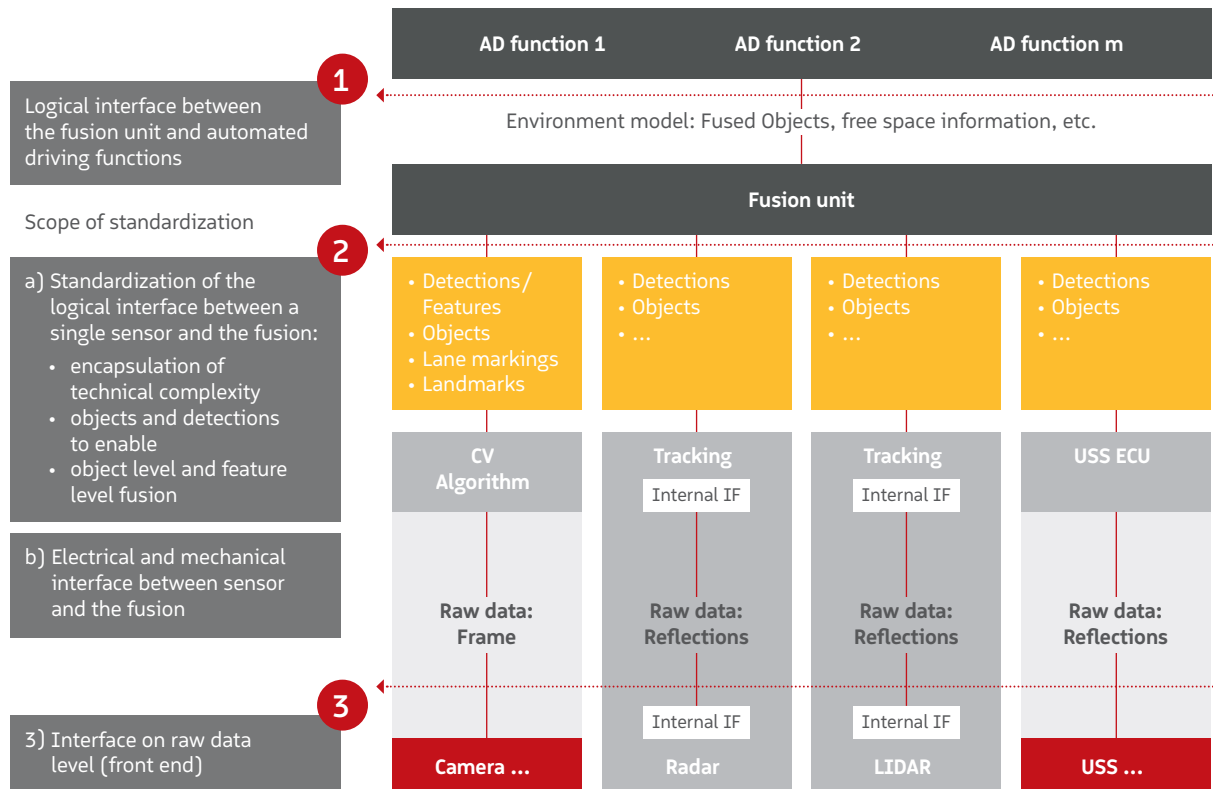 AD function 1
AD function 2
AD function m
1
Logical interface between
the fusion unit and automated
driving functions
Environment model: Fused Objects, free space information, etc.
Fusion unit
Scope of standardization
2
a) Standardization of the
logical interface between a
single sensor and the fusion:
• encapsulation of
technical complexity
• objects and detections
to enable
• object level and feature
level fusion
• Detections/
Features
• Objects
• Lane markings
• Landmarks
• Detections
• Objects
• ...
• Detections
• Objects
• ...
• Detections
• Objects
• ...
CV
Algorithm
Tracking
Internal IF
Tracking
Internal IF
USS ECU
b) Electrical and mechanical
interface between sensor
and the fusion
Raw data:
Frame
Raw data:
Reflections
Raw data:
Reflections
Raw data:
Reflections
3
3) Interface on raw data
level (front end)
Internal IF
Internal IF
Camera ...
Radar
LIDAR
USS ...